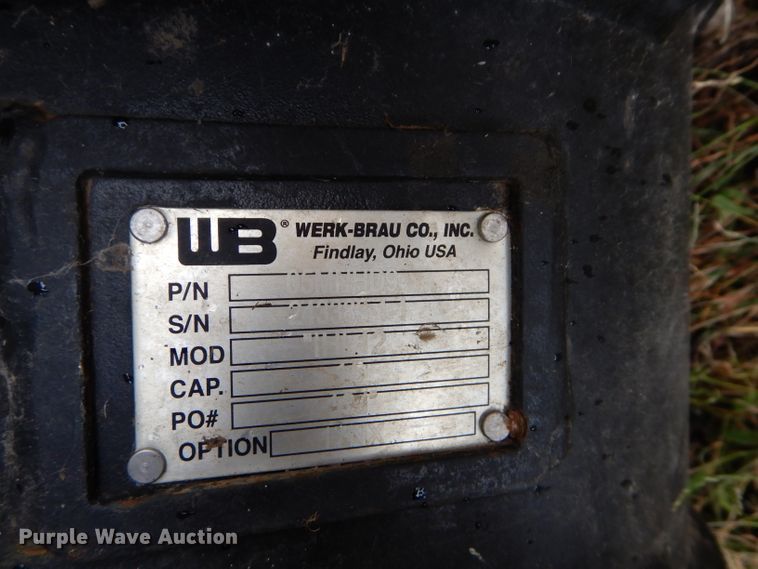 WB ® WERK-BRAU CO., INC.
Findlay, Ohio USA
P/N
S/N
MOD
CAP.
PO#
OPTION
Purple Wave Auction